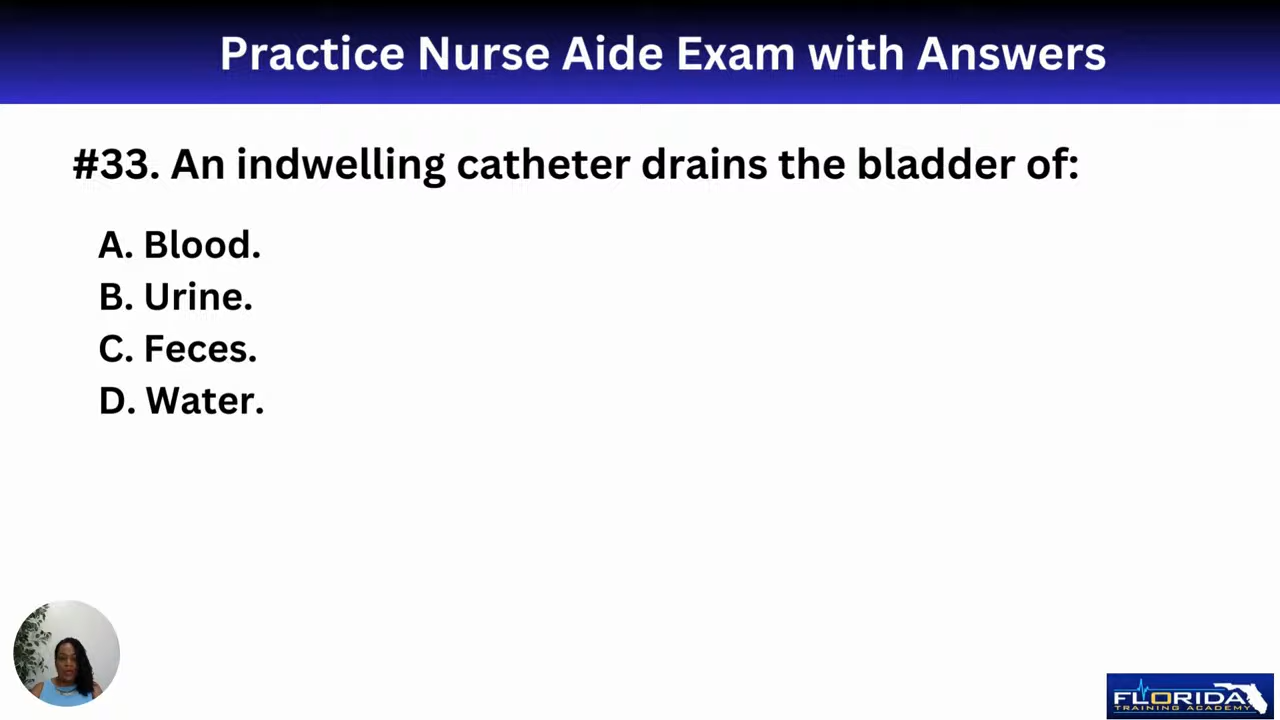 Practice Nurse Aide Exam with Answers
#33. An indwelling catheter drains the bladder of:
A. Blood.
B. Urine.
C. Feces.
D. Water.
FLORIDA
TRAINING ACADEMY